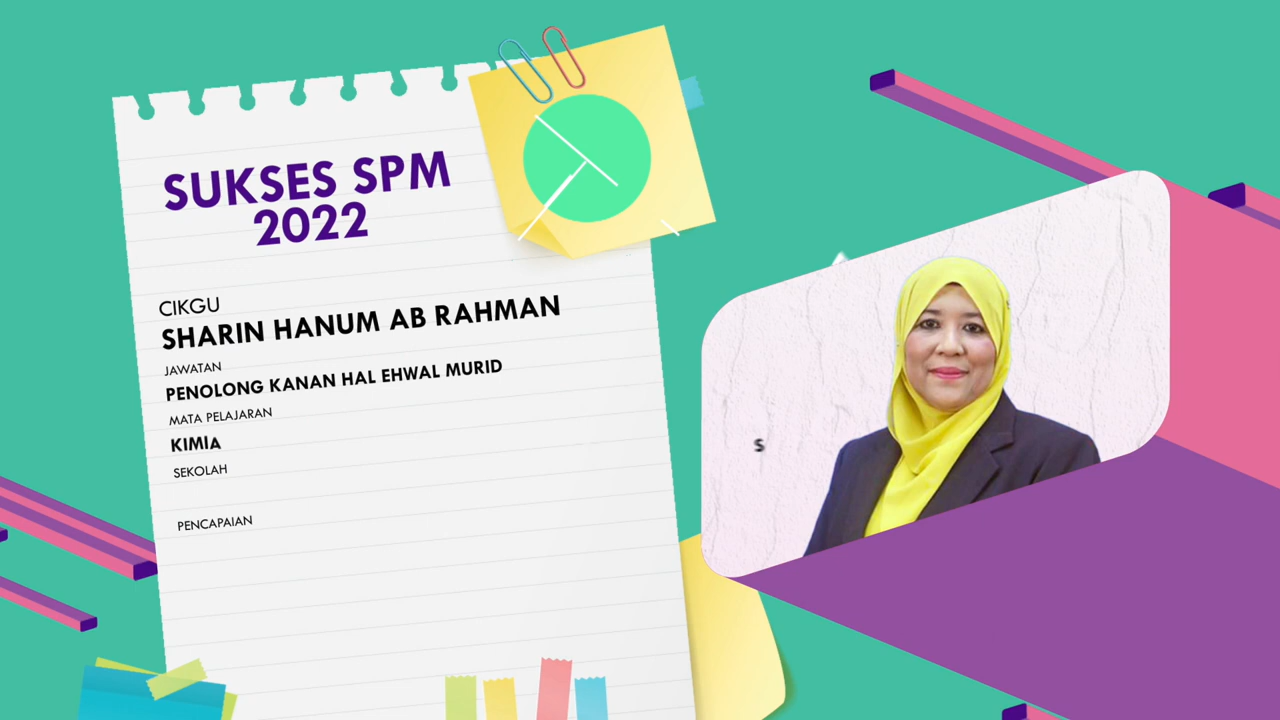 SUKSES SPM
2022
CIKGU
SHARIN HANUM AB RAHMAN
JAWATAN
PENOLONG KANAN HAL EHWAL MURID
MATA PELAJARAN
KIMIA
SEKOLAH
PENCAPAIAN
S